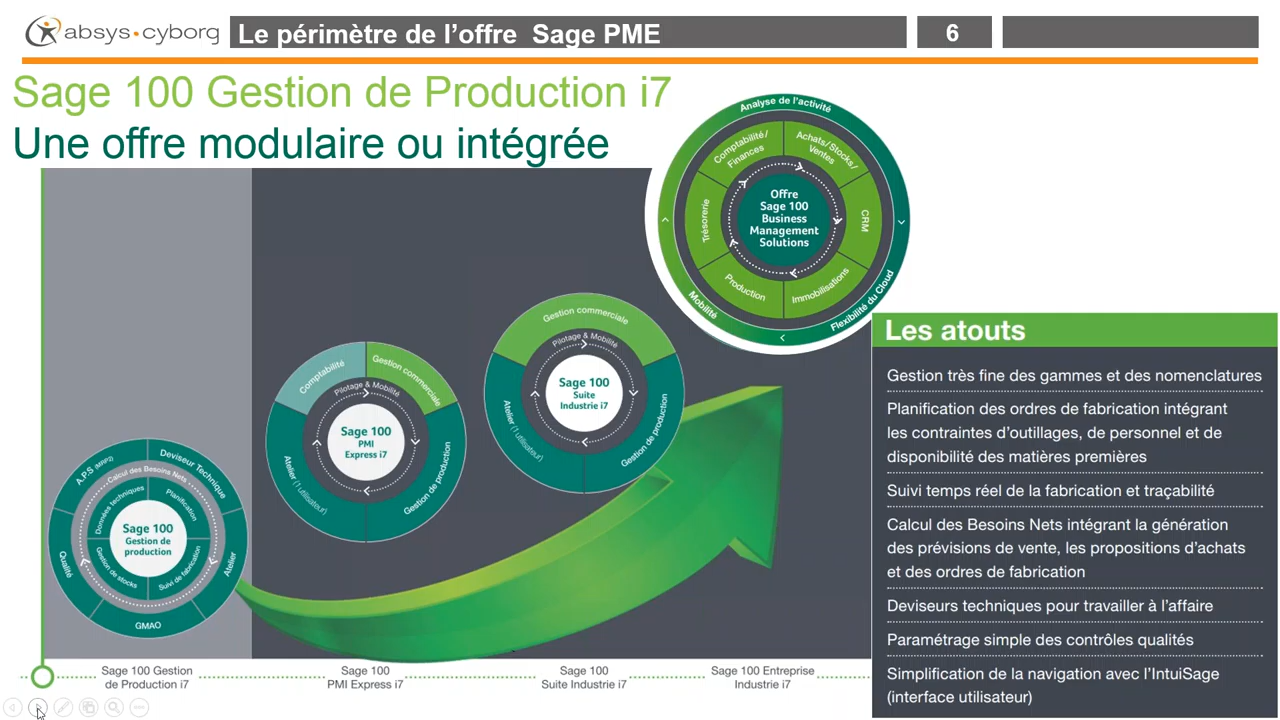 absys•cyborg
Le périmètre de l'offre Sage PME
6
Sage 100 Gestion de Production i7
Une offre modulaire ou intégrée
Analyse de l'activité
Flexibilité du Cloud
Mobilité
Comptabilité/
Finances
Achats/Stocks/
Ventes
CRM
Immobilisations
Production
Trésorerie
Offre
Sage 100
Business
Management
Solutions
Gestion commerciale
Pilotage & Mobilité
Sage 100
Suite
Industrie i7
Atelier (1 utilisateur)
Gestion de production
Comptabilité
Gestion commerciale
Pilotage & Mobilité
Sage 100
PMI
Express i7
Atelier (1 utilisateur)
Gestion de production
A.P.S (MRP2)
Deviseur Technique
Calcul des Besoins Nets
Données techniques
Planification
Sage 100
Gestion de
production
Gestion de stocks
Suivi de fabrication
Qualité
Atelier
GMAO
Sage 100 Gestion
de Production i7
Sage 100
PMI Express i7
Sage 100
Suite Industrie i7
Sage 100 Entreprise
Industrie i7
Les atouts
Gestion très fine des gammes et des nomenclatures
Planification des ordres de fabrication intégrant
les contraintes d'outillages, de personnel et de
disponibilité des matières premières
Suivi temps réel de la fabrication et traçabilité
Calcul des Besoins Nets intégrant la génération
des prévisions de vente, les propositions d'achats
et des ordres de fabrication
Deviseurs techniques pour travailler à l'affaire
Paramétrage simple des contrôles qualités
Simplification de la navigation avec l'IntuiSage
(interface utilisateur)